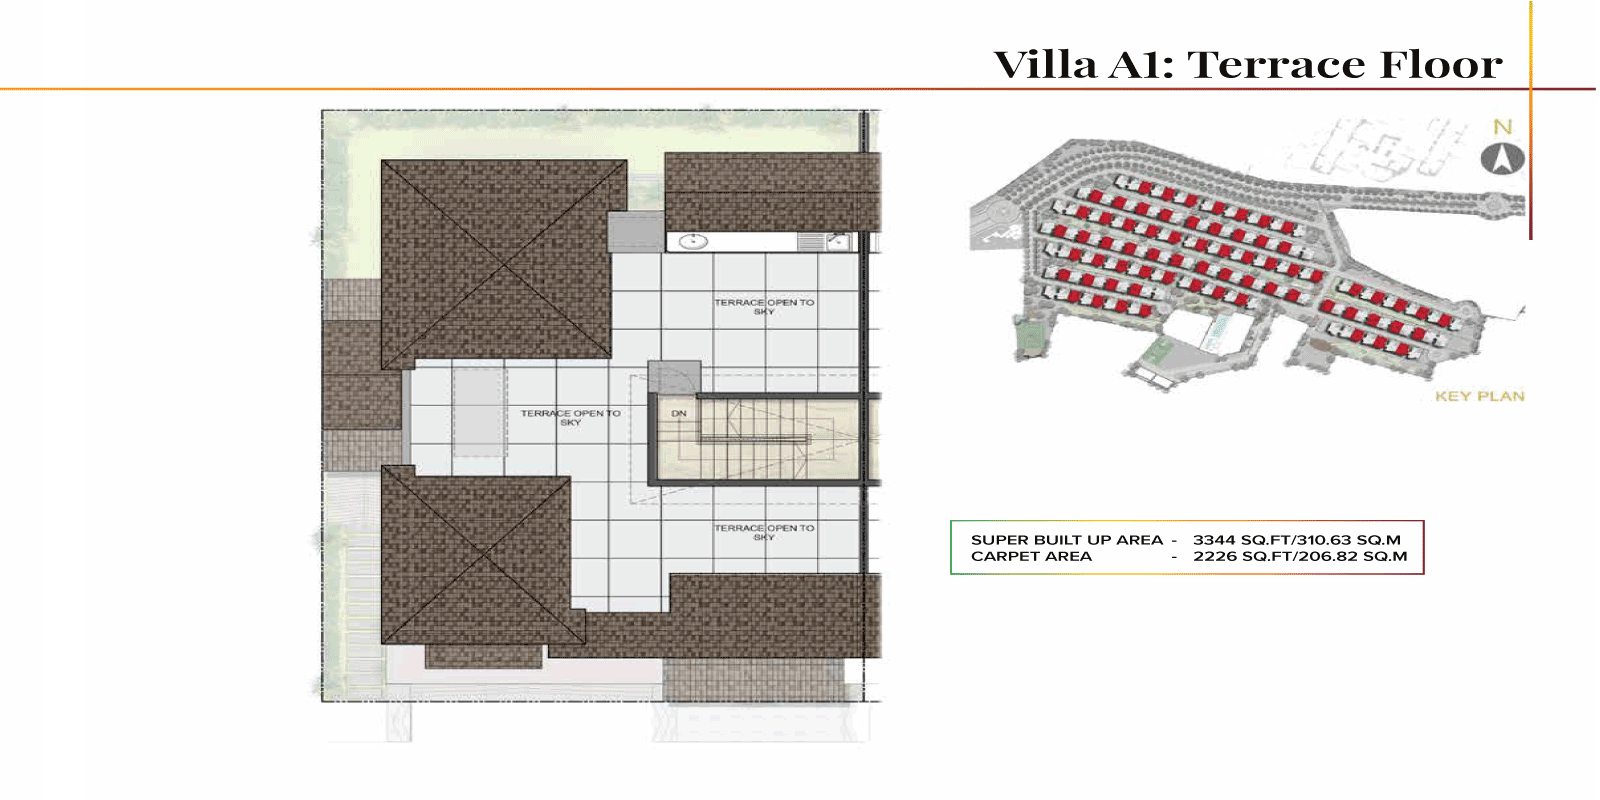 Villa A1: Terrace Floor
N
TERRACE OPEN TO
SKY
TERRACE OPEN TO
SKY
DN
TERRACE OPEN TO
SKY
KEY PLAN
SUPER BUILT UP AREA - 3344 SQ.FT/310.63 SQ.M
CARPET AREA - 2226 SQ.FT/206.82 SQ.M